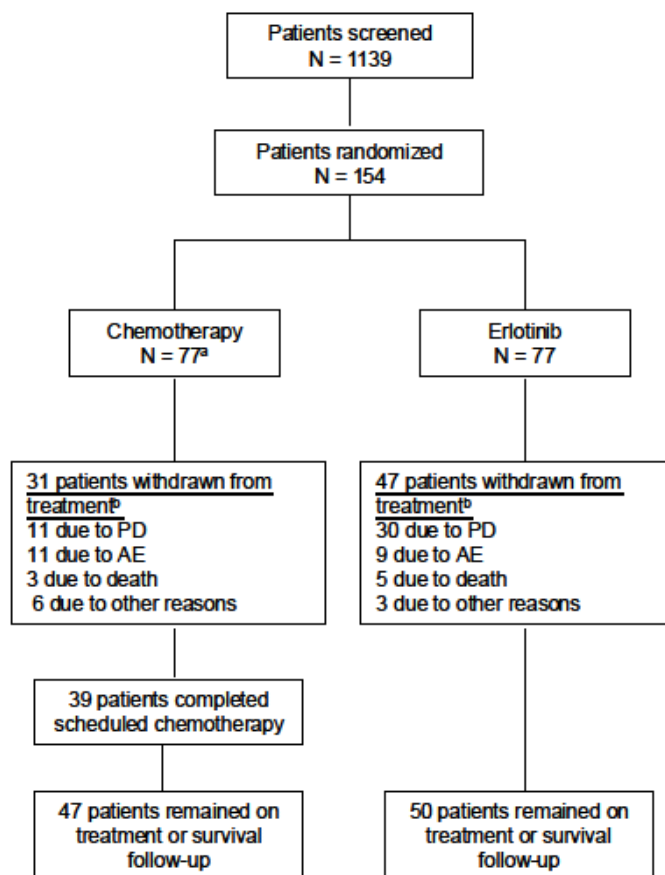 Patients screened
N = 1139
Patients randomized
N = 154
Chemotherapy
N = 77ᵃ
Erlotinib
N = 77
31 patients withdrawn from
treatmentᵇ
11 due to PD
11 due to AE
3 due to death
6 due to other reasons
47 patients withdrawn from
treatmentᵇ
30 due to PD
9 due to AE
5 due to death
3 due to other reasons
39 patients completed
scheduled chemotherapy
47 patients remained on
treatment or survival
follow-up
50 patients remained on
treatment or survival
follow-up